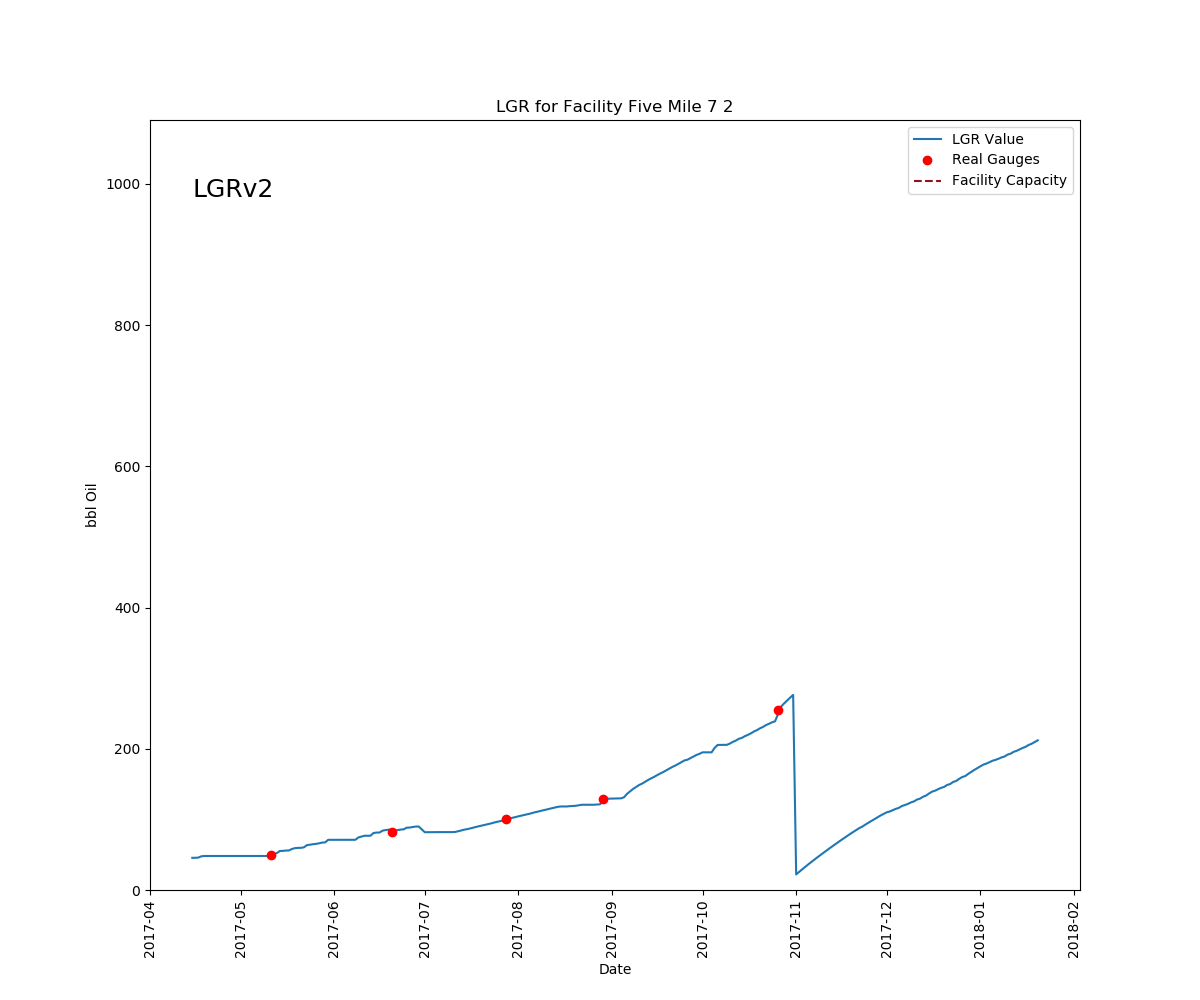 LGR for Facility Five Mile 7 2
LGRv2
LGR Value
Real Gauges
Facility Capacity
bbl Oil
1000
800
600
400
200
0
2017-04
2017-05
2017-06
2017-07
2017-08
2017-09
2017-10
2017-11
2017-12
2018-01
2018-02
Date